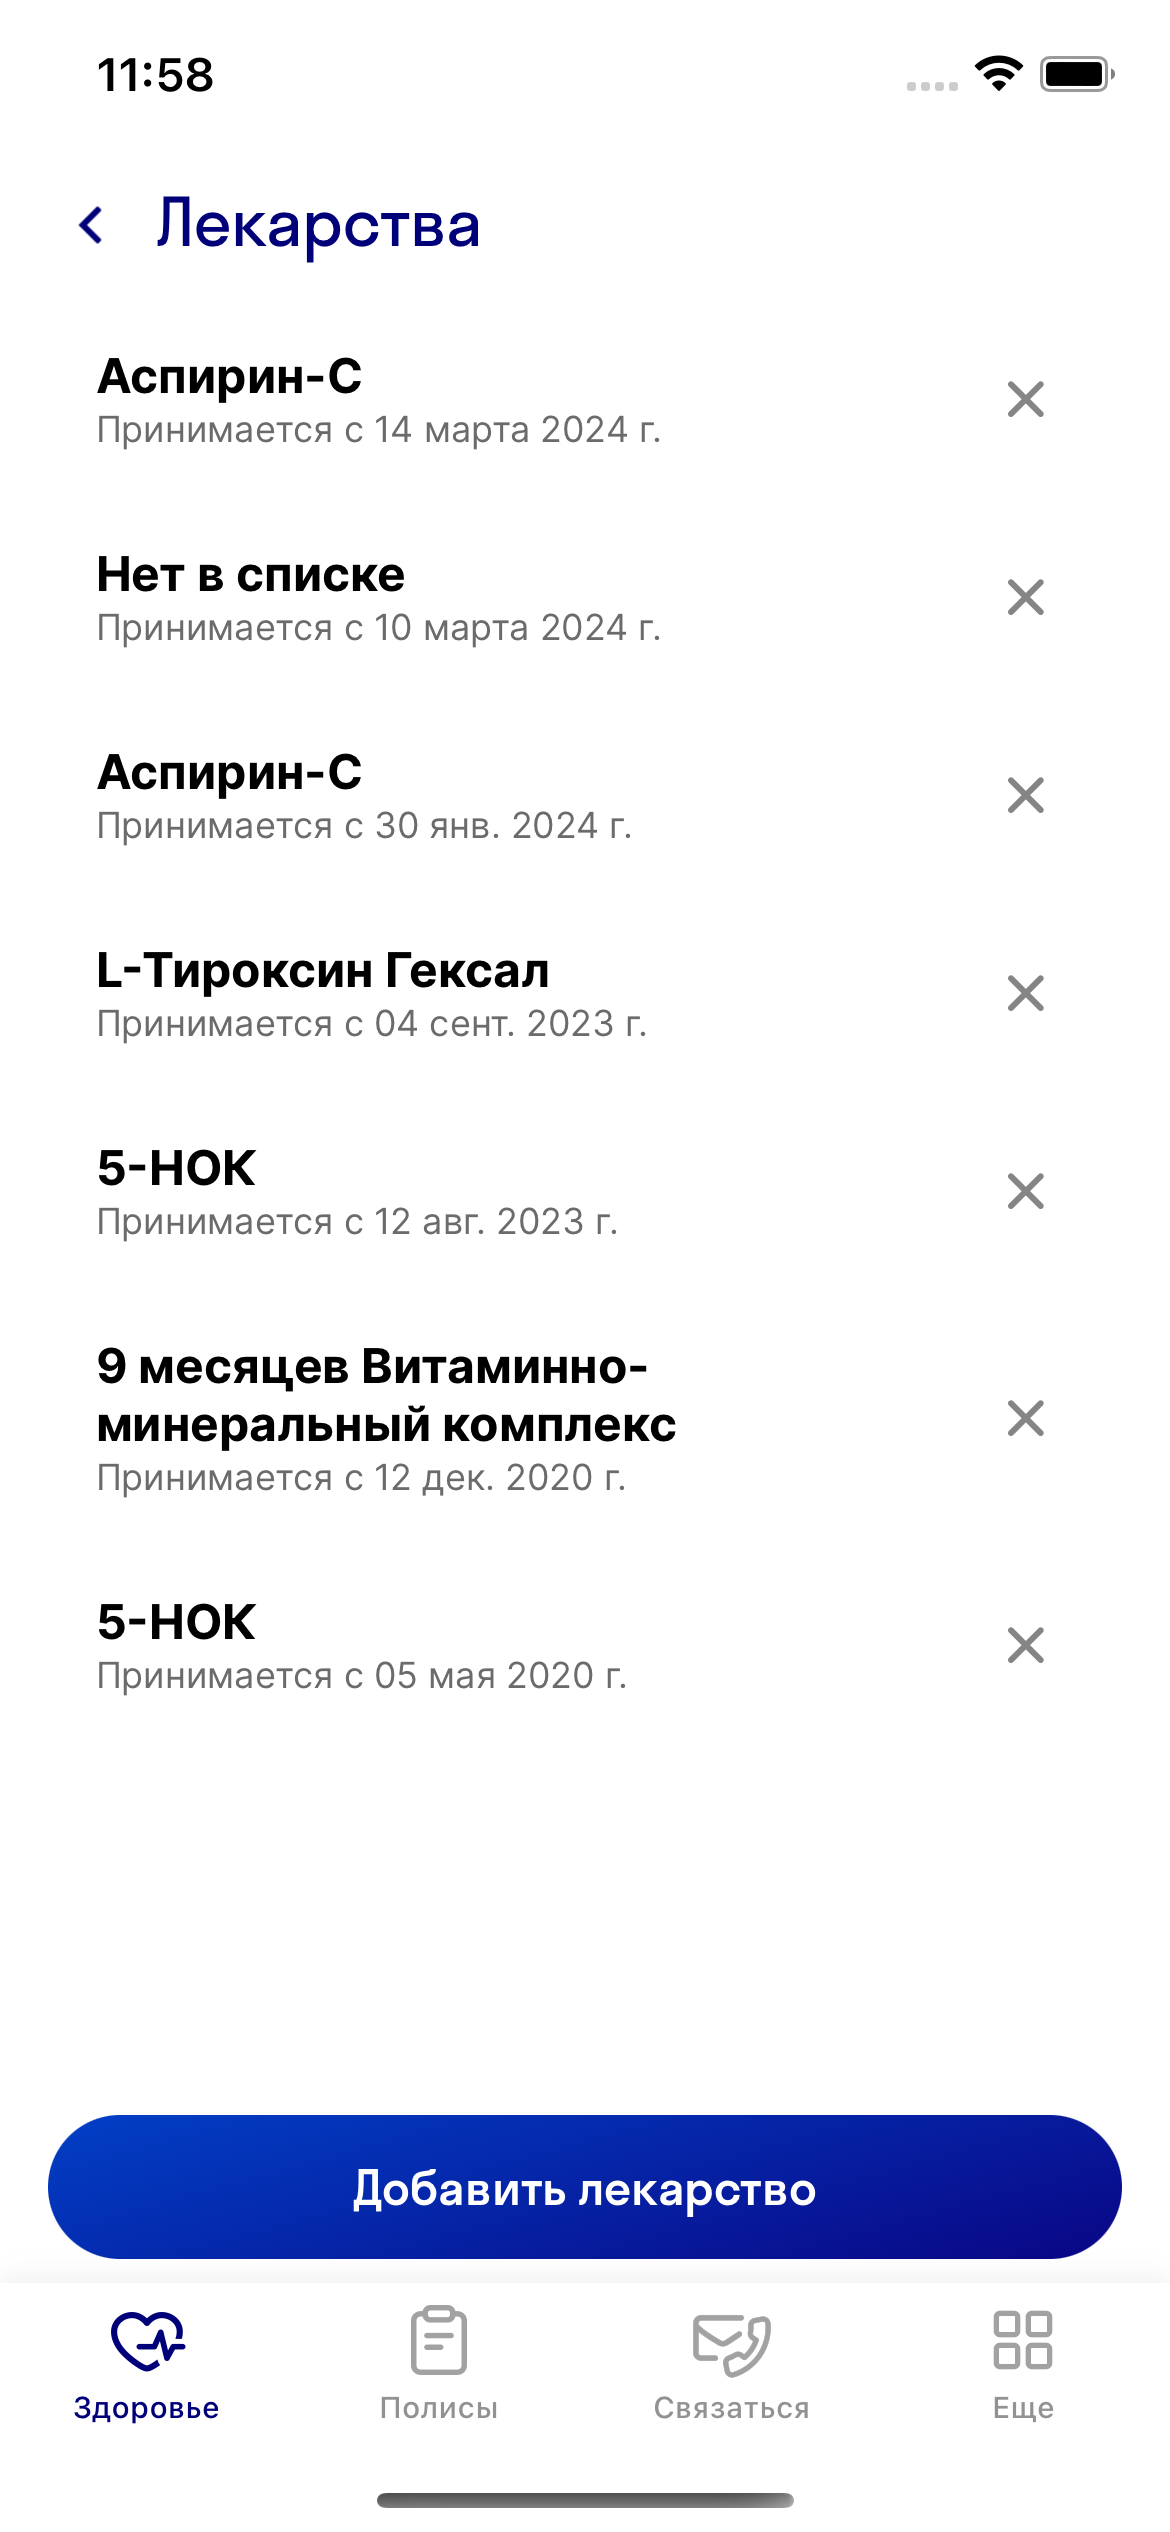 11:58
Лекарства
Аспирин-С
Принимается с 14 марта 2024 г.
Нет в списке
Принимается с 10 марта 2024 г.
Аспирин-С
Принимается с 30 янв. 2024 г.
L-Тироксин Гексал
Принимается с 04 сент. 2023 г.
5-НОК
Принимается с 12 авг. 2023 г.
9 месяцев Витаминно-
минеральный комплекс
Принимается с 12 дек. 2020 г.
5-НОК
Принимается с 05 мая 2020 г.
Добавить лекарство
Здоровье
Полисы
Связаться
Еще